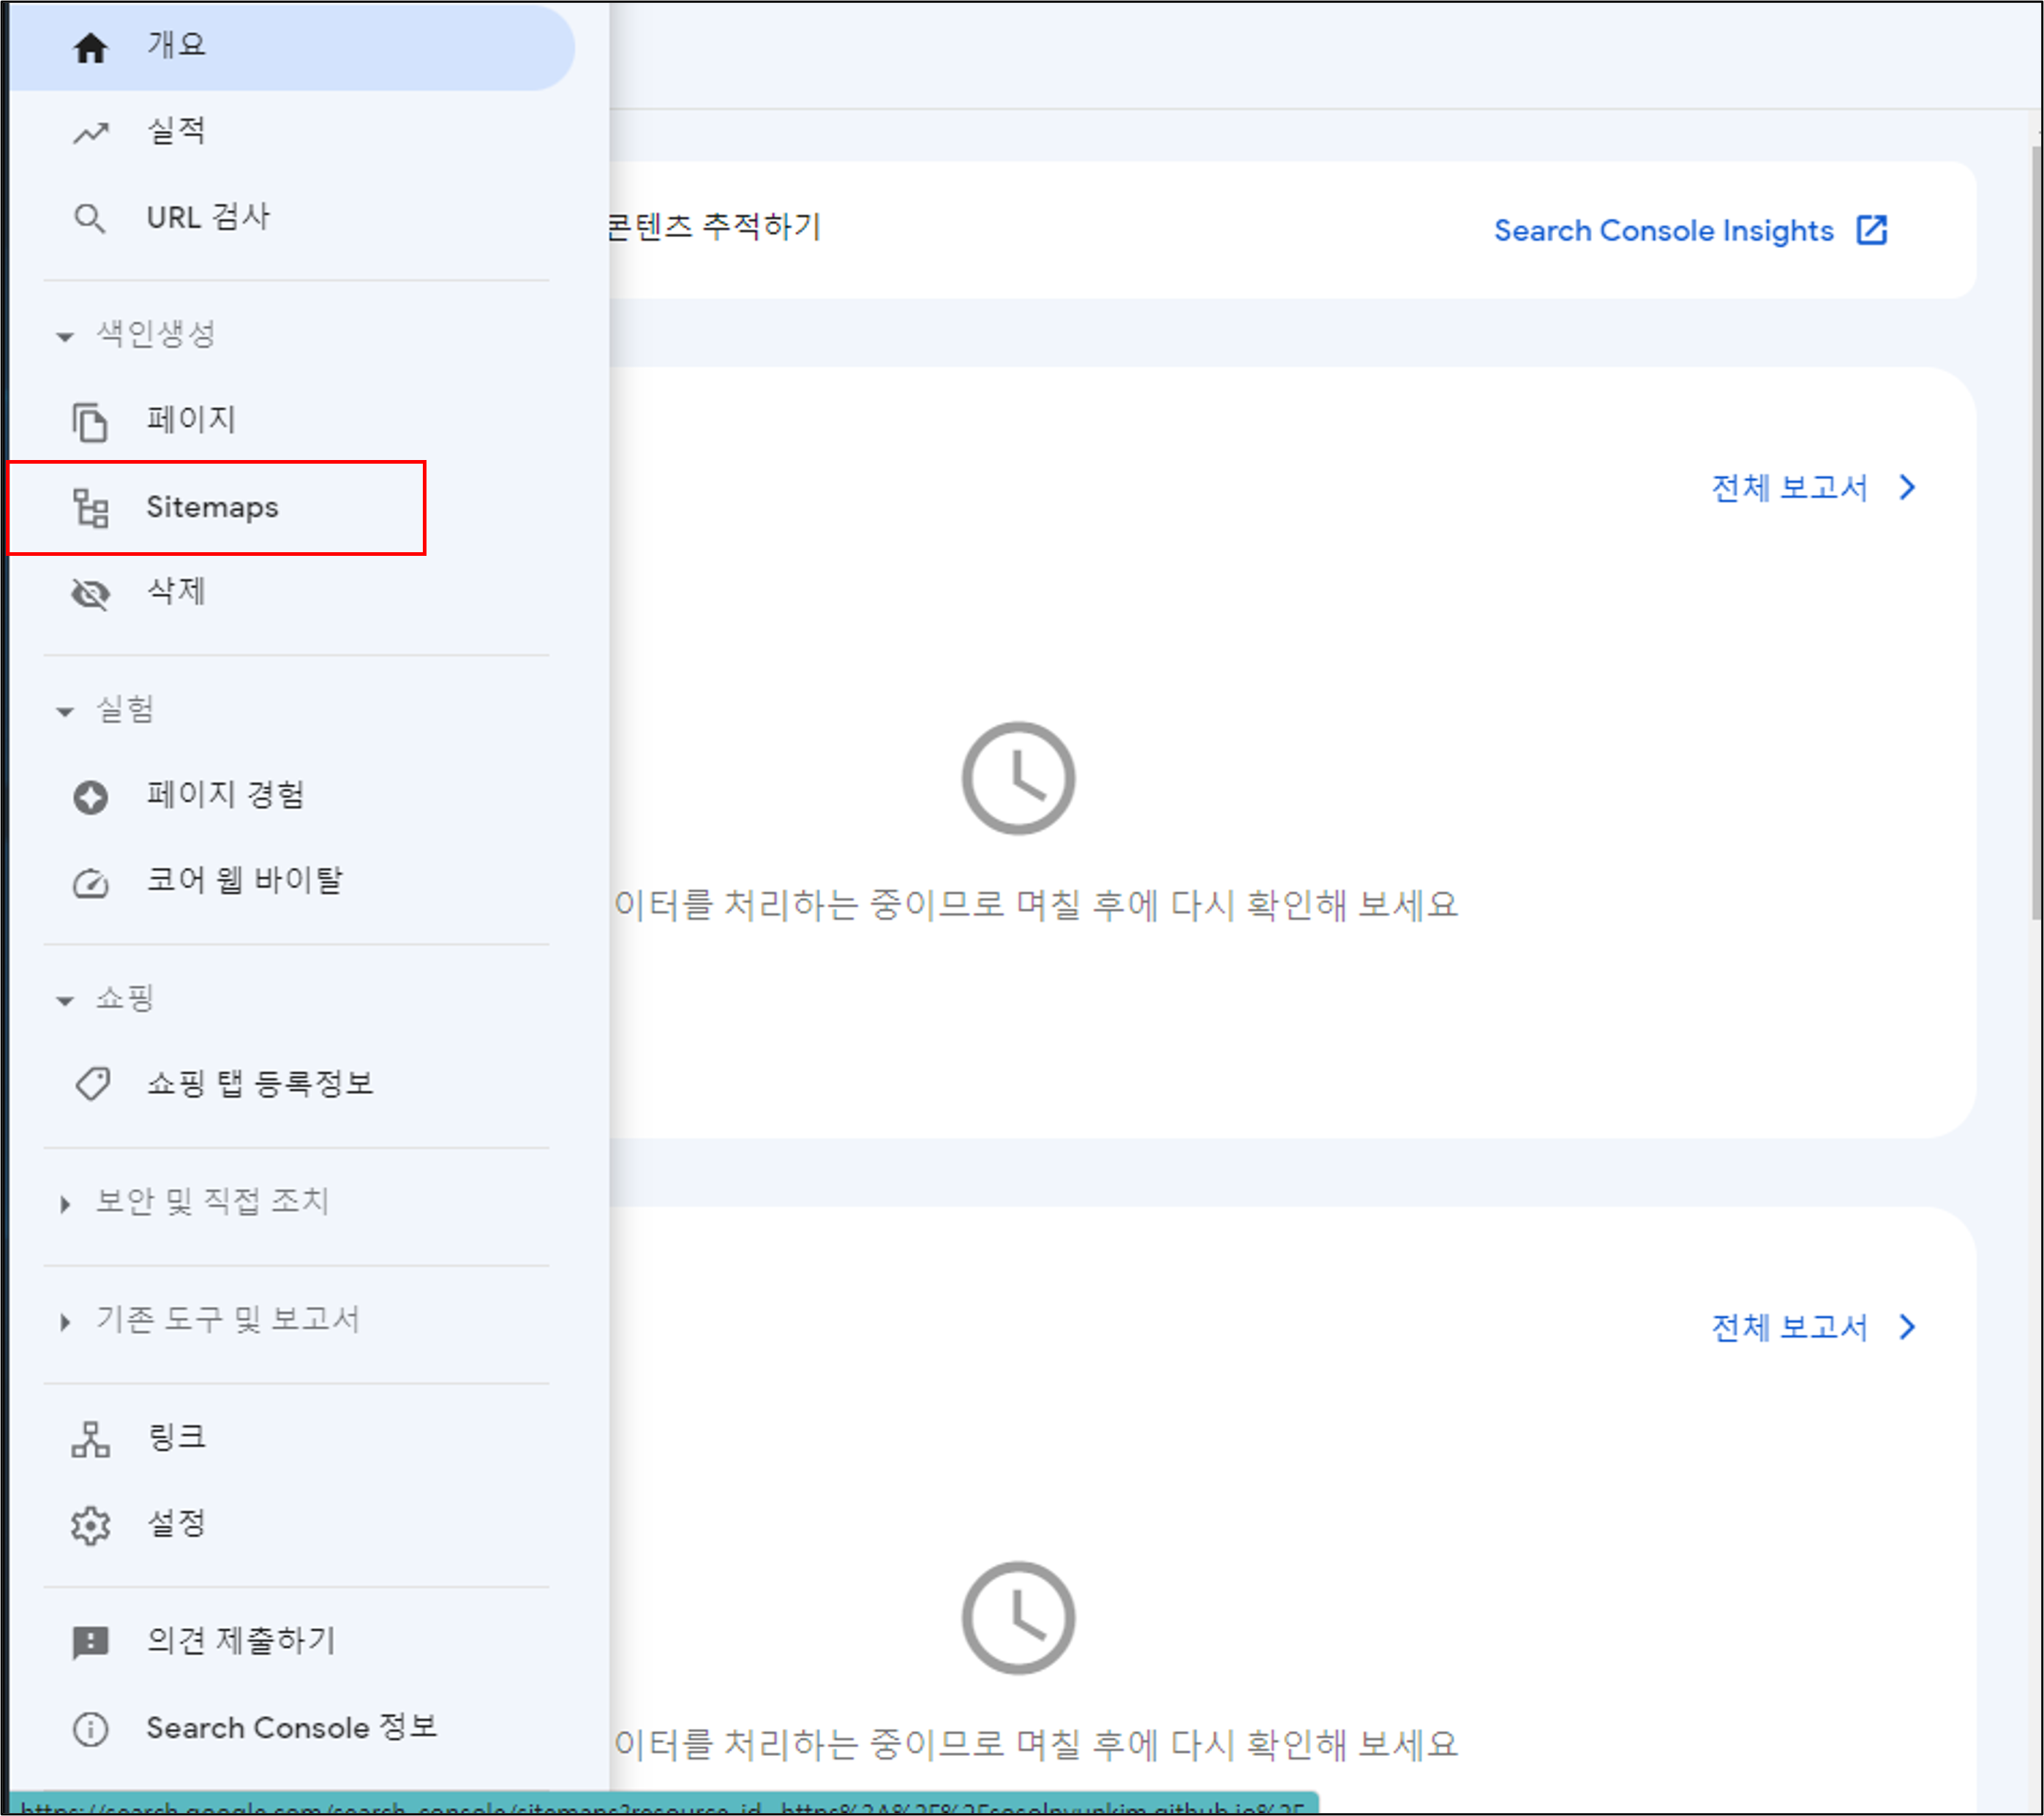 개요
실적
URL 검사
색인생성
페이지
Sitemaps
삭제
실험
페이지 경험
코어 웹 바이탈
쇼핑
쇼핑 탭 등록정보
보안 및 직접 조치
기존 도구 및 보고서
링크
설정
의견 제출하기
Search Console 정보
콘텐츠 추적하기
Search Console Insights
전체 보고서
이터를 처리하는 중이므로 며칠 후에 다시 확인해 보세요
전체 보고서
이터를 처리하는 중이므로 며칠 후에 다시 확인해 보세요